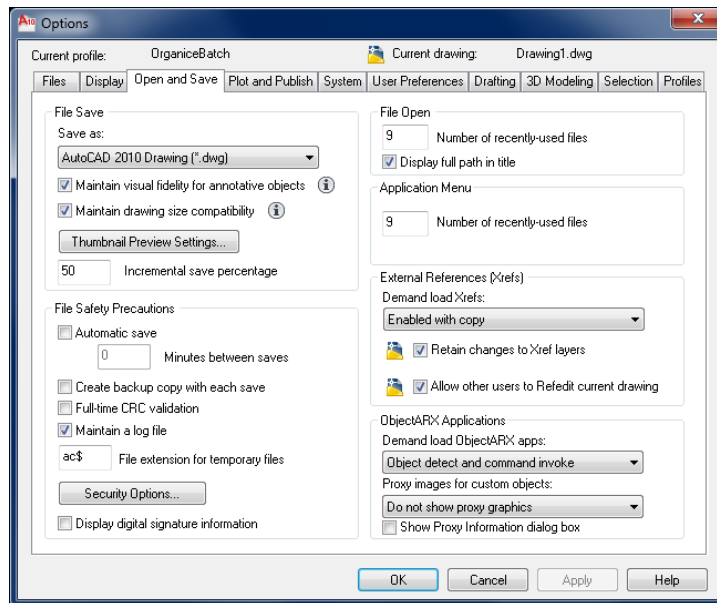 A10 Options
Current profile: OrganiceBatch Current drawing: Drawing1.dwg
Files Display Open and Save Plot and Publish System User Preferences Drafting 3D Modeling Selection Profiles
File Save
Save as:
AutoCAD 2010 Drawing (*.dwg)
Maintain visual fidelity for annotative objects
Maintain drawing size compatibility
Thumbnail Preview Settings...
50 Incremental save percentage
File Safety Precautions
Automatic save
0 Minutes between saves
Create backup copy with each save
Full-time CRC validation
Maintain a log file
ac$ File extension for temporary files
Security Options...
Display digital signature information
File Open
9 Number of recently-used files
Display full path in title
Application Menu
9 Number of recently-used files
External References (Xrefs)
Demand load Xrefs:
Enabled with copy
Retain changes to Xref layers
Allow other users to Refedit current drawing
ObjectARX Applications
Demand load ObjectARX apps:
Object detect and command invoke
Proxy images for custom objects:
Do not show proxy graphics
Show Proxy Information dialog box
OK Cancel Apply Help